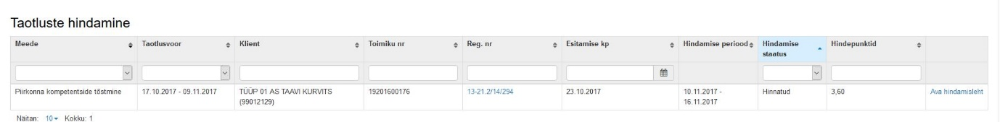 Taotluste hindamine
Meede Taotlusvoor Klient Toimiku nr Reg. nr Esitamise kp Hindamise periood Hindamise staatus Hindepunktid
Piirkonna kompetentside tõstmine 17.10.2017 - 09.11.2017 TÜÜP 01 AS TAAVI KURVITS (99012129) 19201600176 13-21.2/14/294 23.10.2017 10.11.2017 - 16.11.2017 Hinnatud 3,60 Ava hindamisleht
Näitan: 10 Kokku: 1